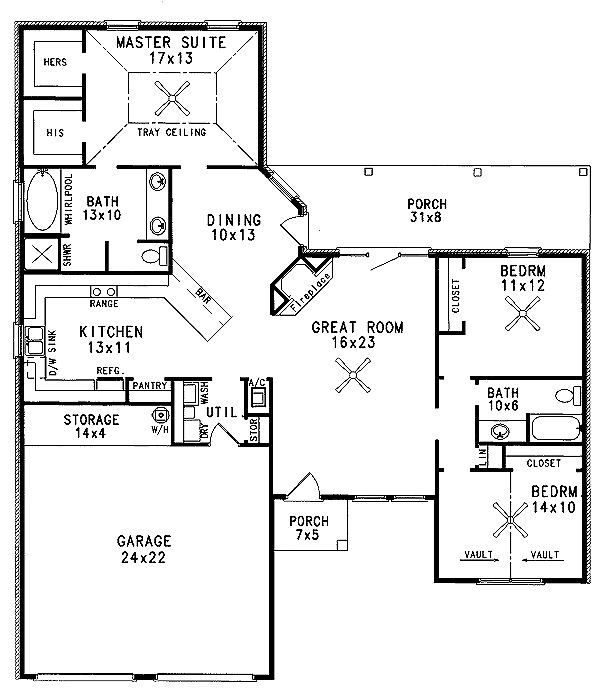 MASTER SUITE
17x13
HERS
HIS
TRAY CEILING
WHIRLPOOL
BATH
13x10
SHWR
DINING
10x13
PORCH
31x8
BAR
Fireplace
RANGE
KITCHEN
13x11
D/W SINK
REFG.
PANTRY
GREAT ROOM
16x23
CLOSET
BEDRM
11x12
BATH
10x6
LIN
CLOSET
BEDRM
14x10
VAULT
VAULT
WASH
A/C
UTIL
DRY
STOR
STORAGE
14x4
W/H
GARAGE
24x22
PORCH
7x5